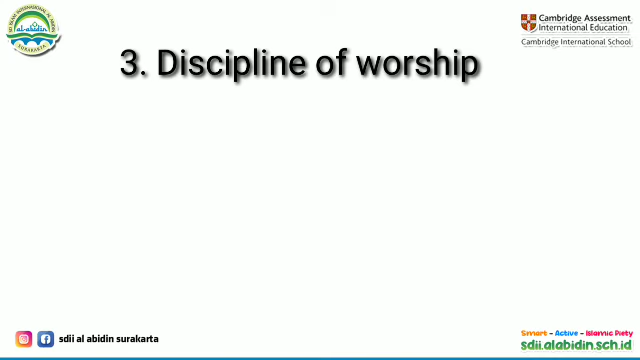 al-abidin
SURAKARTA
Cambridge Assessment
International Education
Cambridge International School
3. Discipline of worship
sdii al abidin surakarta
Smart - Active - Islamic Piety
sdii.alabidin.sch.id